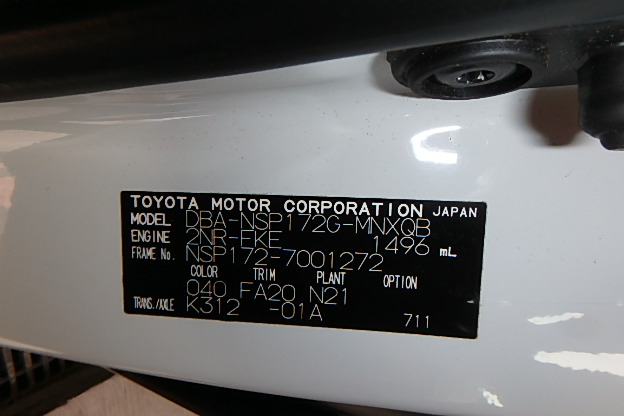 TOYOTA MOTOR CORPORATION JAPAN
MODEL DBA-NSP172G-MNXQB
ENGINE 2NR-FKE 1496 mL
FRAME No. NSP172-7001272
COLOR TRIM PLANT OPTION
040 FA20 N21
TRANS./AXLE K312 -01A 711